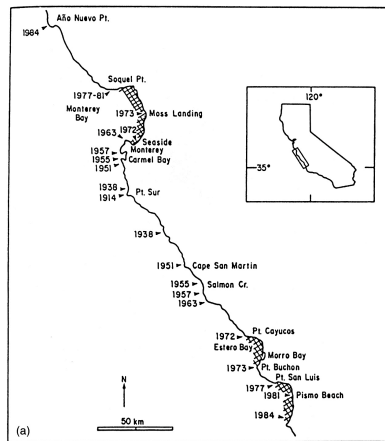 Año Nuevo Pt.
1984
Soquel Pt.
1977-81
Monterey
Bay
1973
Moss Landing
1972
1963
Seaside
1957
Monterey
1955
Carmel Bay
1951
1938
Pt. Sur
1914
1938
1951
Cape San Martin
1955
Salmon Cr.
1957
1963
1972
Pt. Cayucos
Estero Bay
Morro Bay
1973
Pt. Buchon
Pt. San Luis
1977
1981
Pismo Beach
1984
120°
35°
N
50 km
(a)